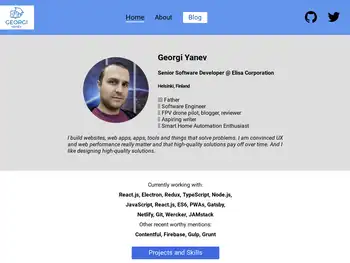 GEORGI
Home About Blog
Georgi Yanev
Senior Software Developer @ Elisa Corporation
Helsinki, Finland
Father
Software Engineer
FPV drone pilot, blogger, reviewer
Aspiring writer
Smart Home Automation Enthusiast
I build websites, web apps, apps, tools and things that solve problems. I am convinced UX
and web performance really matter and that high-quality solutions pay off over time. And I
like designing high-quality solutions.
Currently working with:
React.js, Electron, Redux, TypeScript, Node.js,
JavaScript, React.js, ES6, PWAs, Gatsby,
Netlify, Git, Wercker, JAMstack
Other recent worthy mentions:
Contentful, Firebase, Gulp, Grunt
Projects and Skills